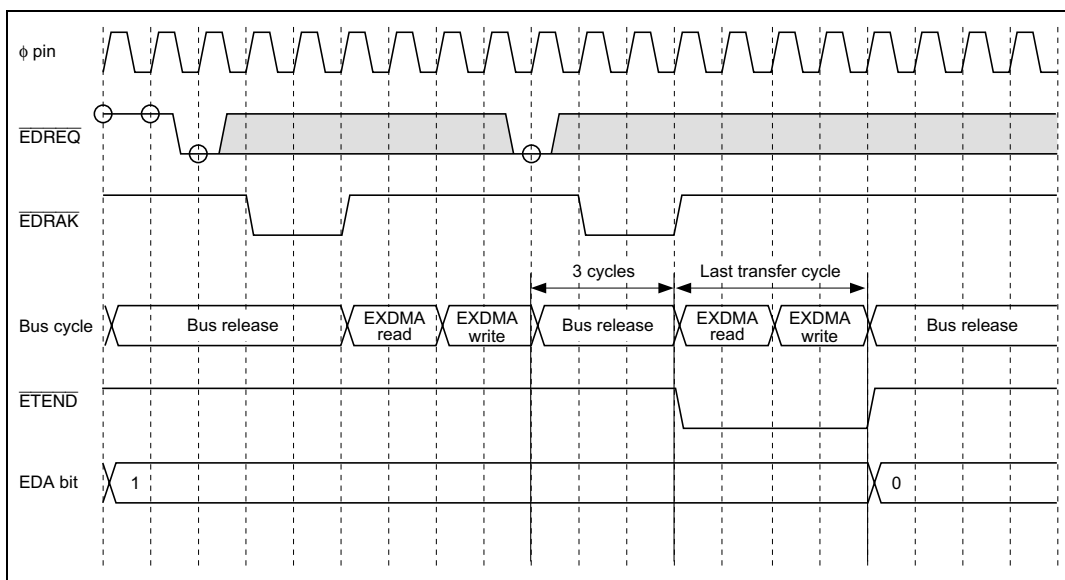 φ pin
EDREQ
EDRAK
3 cycles
Last transfer cycle
Bus cycle
Bus release
EXDMA
read
EXDMA
write
Bus release
EXDMA
read
EXDMA
write
Bus release
ETEND
EDA bit
1
0